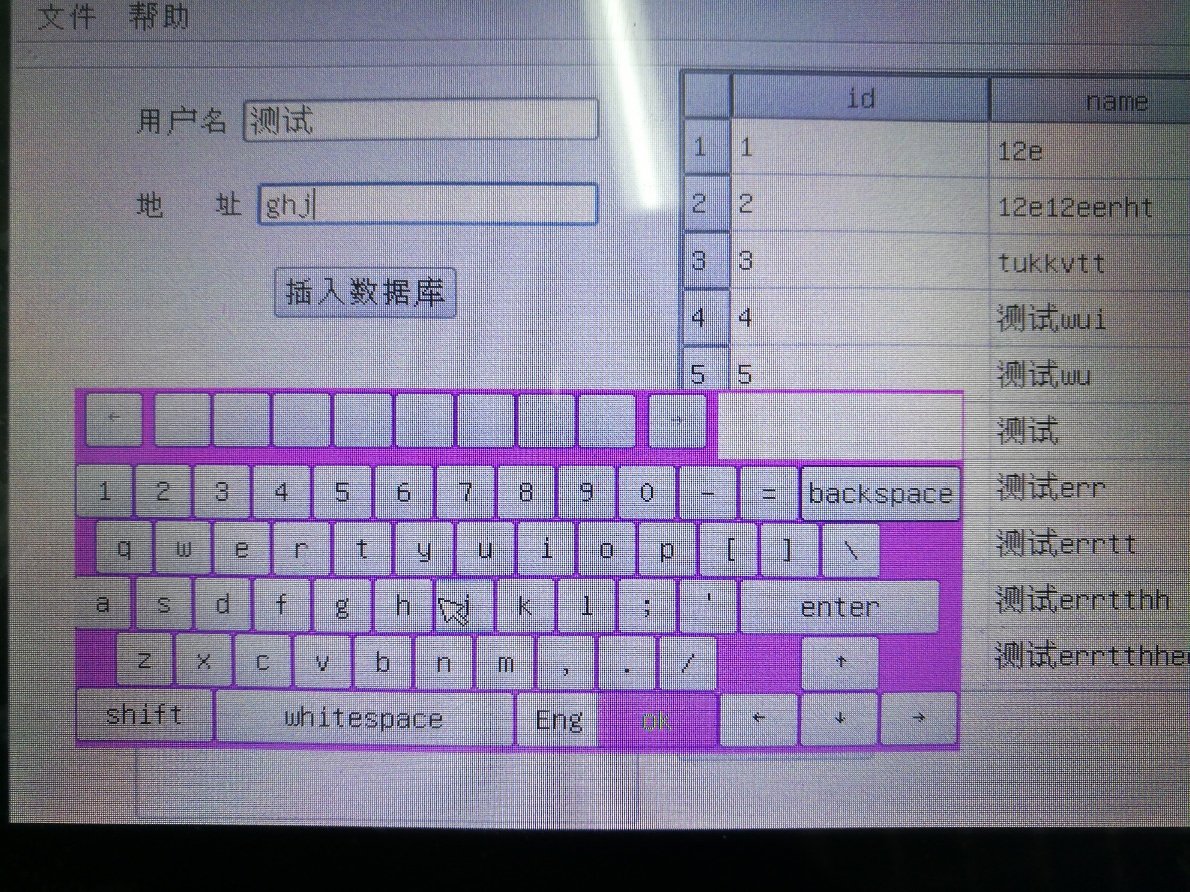 文件 帮助
用户名 测试
地 址 ghj
插入数据库
id name
1 1 12e
2 2 12e12eerht
3 3 tukkvtt
4 4 测试wui
5 5 测试wu
测试
测试err
测试errtt
测试errtthh
测试errtthhe
← →
1 2 3 4 5 6 7 8 9 0 - = backspace
q w e r t y u i o p [ ] \
a s d f g h j k l ; ' enter
z x c v b n m , . / ↑
shift whitespace Eng ok ← ↓ →